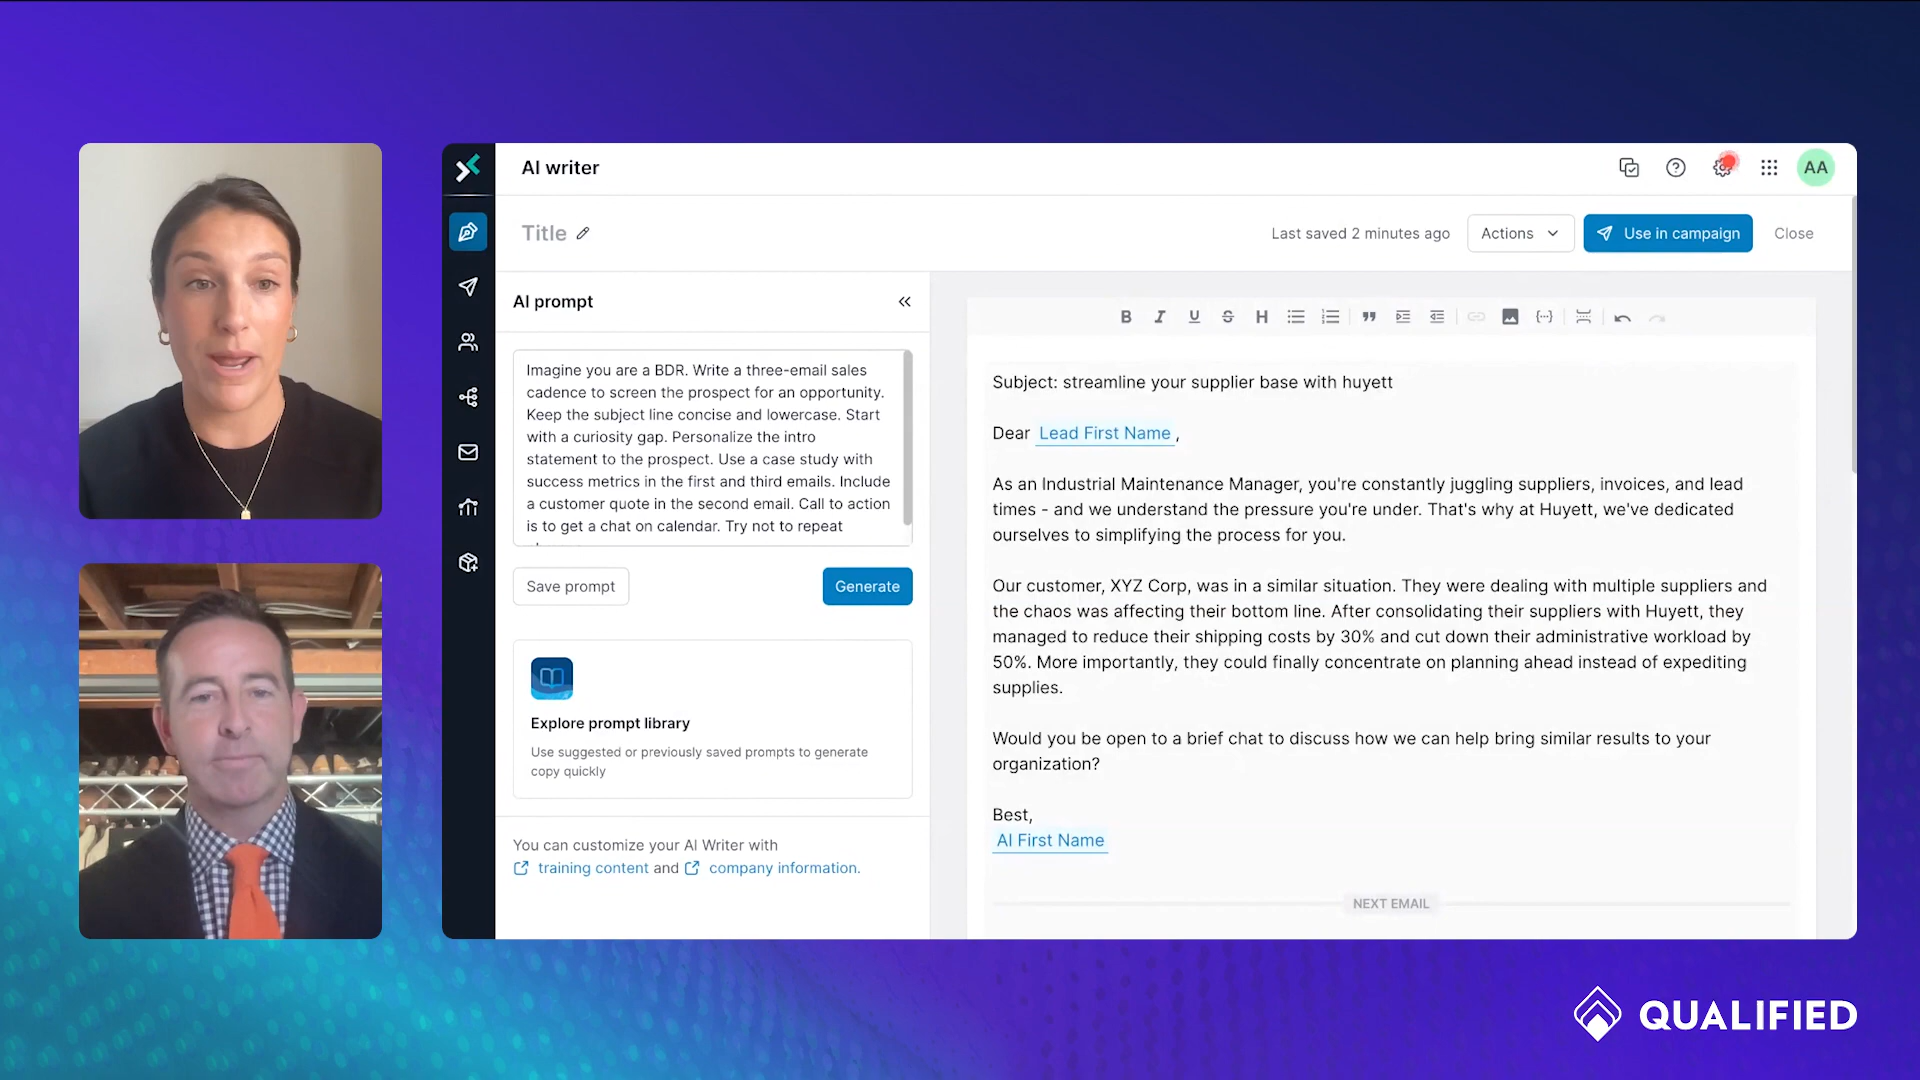 AI writer
AA
Title
Last saved 2 minutes ago
Actions
Use in campaign
Close
AI prompt
Imagine you are a BDR. Write a three-email sales
cadence to screen the prospect for an opportunity.
Keep the subject line concise and lowercase. Start
with a curiosity gap. Personalize the intro
statement to the prospect. Use a case study with
success metrics in the first and third emails. Include
a customer quote in the second email. Call to action
is to get a chat on calendar. Try not to repeat
Save prompt
Generate
Explore prompt library
Use suggested or previously saved prompts to generate
copy quickly
You can customize your AI Writer with
training content and company information.
B I U S H
Subject: streamline your supplier base with huyett
Dear Lead First Name ,
As an Industrial Maintenance Manager, you're constantly juggling suppliers, invoices, and lead
times - and we understand the pressure you're under. That's why at Huyett, we've dedicated
ourselves to simplifying the process for you.
Our customer, XYZ Corp, was in a similar situation. They were dealing with multiple suppliers and
the chaos was affecting their bottom line. After consolidating their suppliers with Huyett, they
managed to reduce their shipping costs by 30% and cut down their administrative workload by
50%. More importantly, they could finally concentrate on planning ahead instead of expediting
supplies.
Would you be open to a brief chat to discuss how we can help bring similar results to your
organization?
Best,
AI First Name
NEXT EMAIL
QUALIFIED